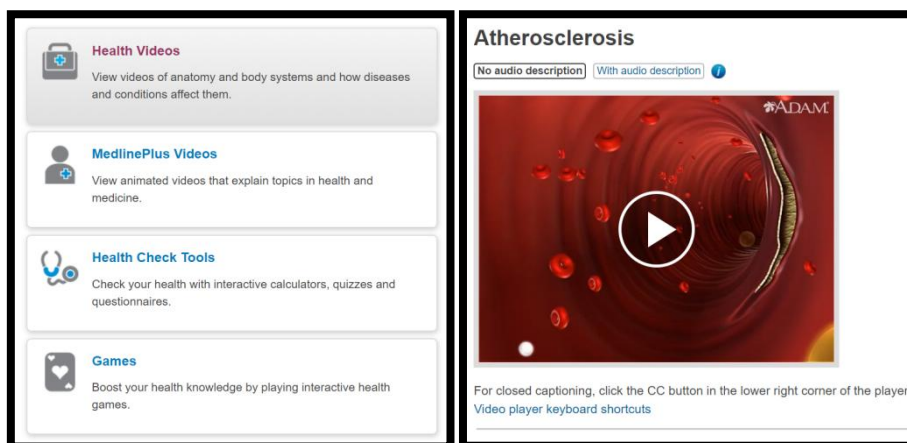 Health Videos
View videos of anatomy and body systems and how diseases
and conditions affect them.
MedlinePlus Videos
View animated videos that explain topics in health and
medicine.
Health Check Tools
Check your health with interactive calculators, quizzes and
questionnaires.
Games
Boost your health knowledge by playing interactive health
games.
Atherosclerosis
No audio description With audio description i
ADAM
For closed captioning, click the CC button in the lower right corner of the player
Video player keyboard shortcuts